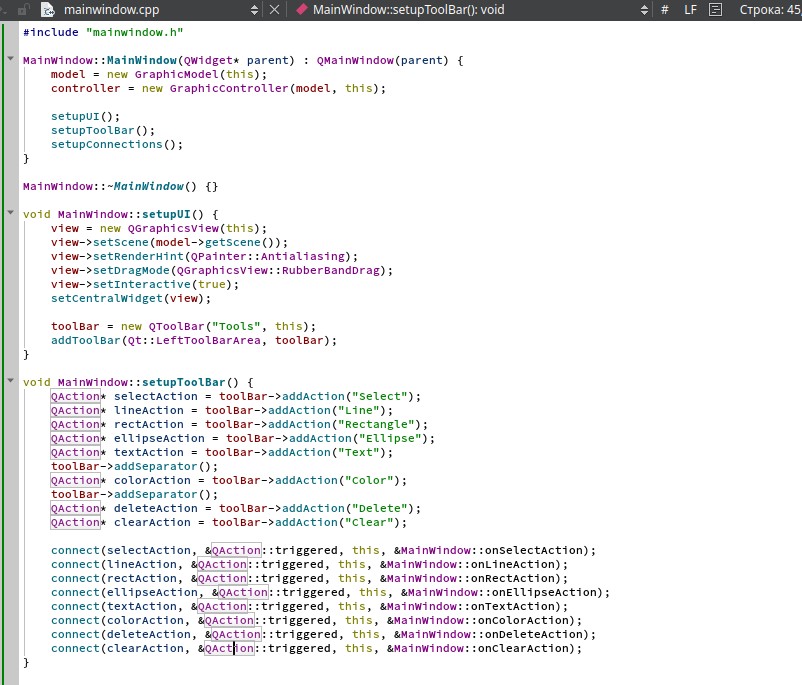 mainwindow.cpp MainWindow::setupToolBar(): void # LF Строка: 45,
#include "mainwindow.h"
MainWindow::MainWindow(QWidget* parent) : QMainWindow(parent) {
    model = new GraphicModel(this);
    controller = new GraphicController(model, this);
    setupUI();
    setupToolBar();
    setupConnections();
}
MainWindow::~MainWindow() {}
void MainWindow::setupUI() {
    view = new QGraphicsView(this);
    view->setScene(model->getScene());
    view->setRenderHint(QPainter::Antialiasing);
    view->setDragMode(QGraphicsView::RubberBandDrag);
    view->setInteractive(true);
    setCentralWidget(view);
    toolBar = new QToolBar("Tools", this);
    addToolBar(Qt::LeftToolBarArea, toolBar);
}
void MainWindow::setupToolBar() {
    QAction* selectAction = toolBar->addAction("Select");
    QAction* lineAction = toolBar->addAction("Line");
    QAction* rectAction = toolBar->addAction("Rectangle");
    QAction* ellipseAction = toolBar->addAction("Ellipse");
    QAction* textAction = toolBar->addAction("Text");
    toolBar->addSeparator();
    QAction* colorAction = toolBar->addAction("Color");
    toolBar->addSeparator();
    QAction* deleteAction = toolBar->addAction("Delete");
    QAction* clearAction = toolBar->addAction("Clear");
    connect(selectAction, &QAction::triggered, this, &MainWindow::onSelectAction);
    connect(lineAction, &QAction::triggered, this, &MainWindow::onLineAction);
    connect(rectAction, &QAction::triggered, this, &MainWindow::onRectAction);
    connect(ellipseAction, &QAction::triggered, this, &MainWindow::onEllipseAction);
    connect(textAction, &QAction::triggered, this, &MainWindow::onTextAction);
    connect(colorAction, &QAction::triggered, this, &MainWindow::onColorAction);
    connect(deleteAction, &QAction::triggered, this, &MainWindow::onDeleteAction);
    connect(clearAction, &QAction::triggered, this, &MainWindow::onClearAction);
}